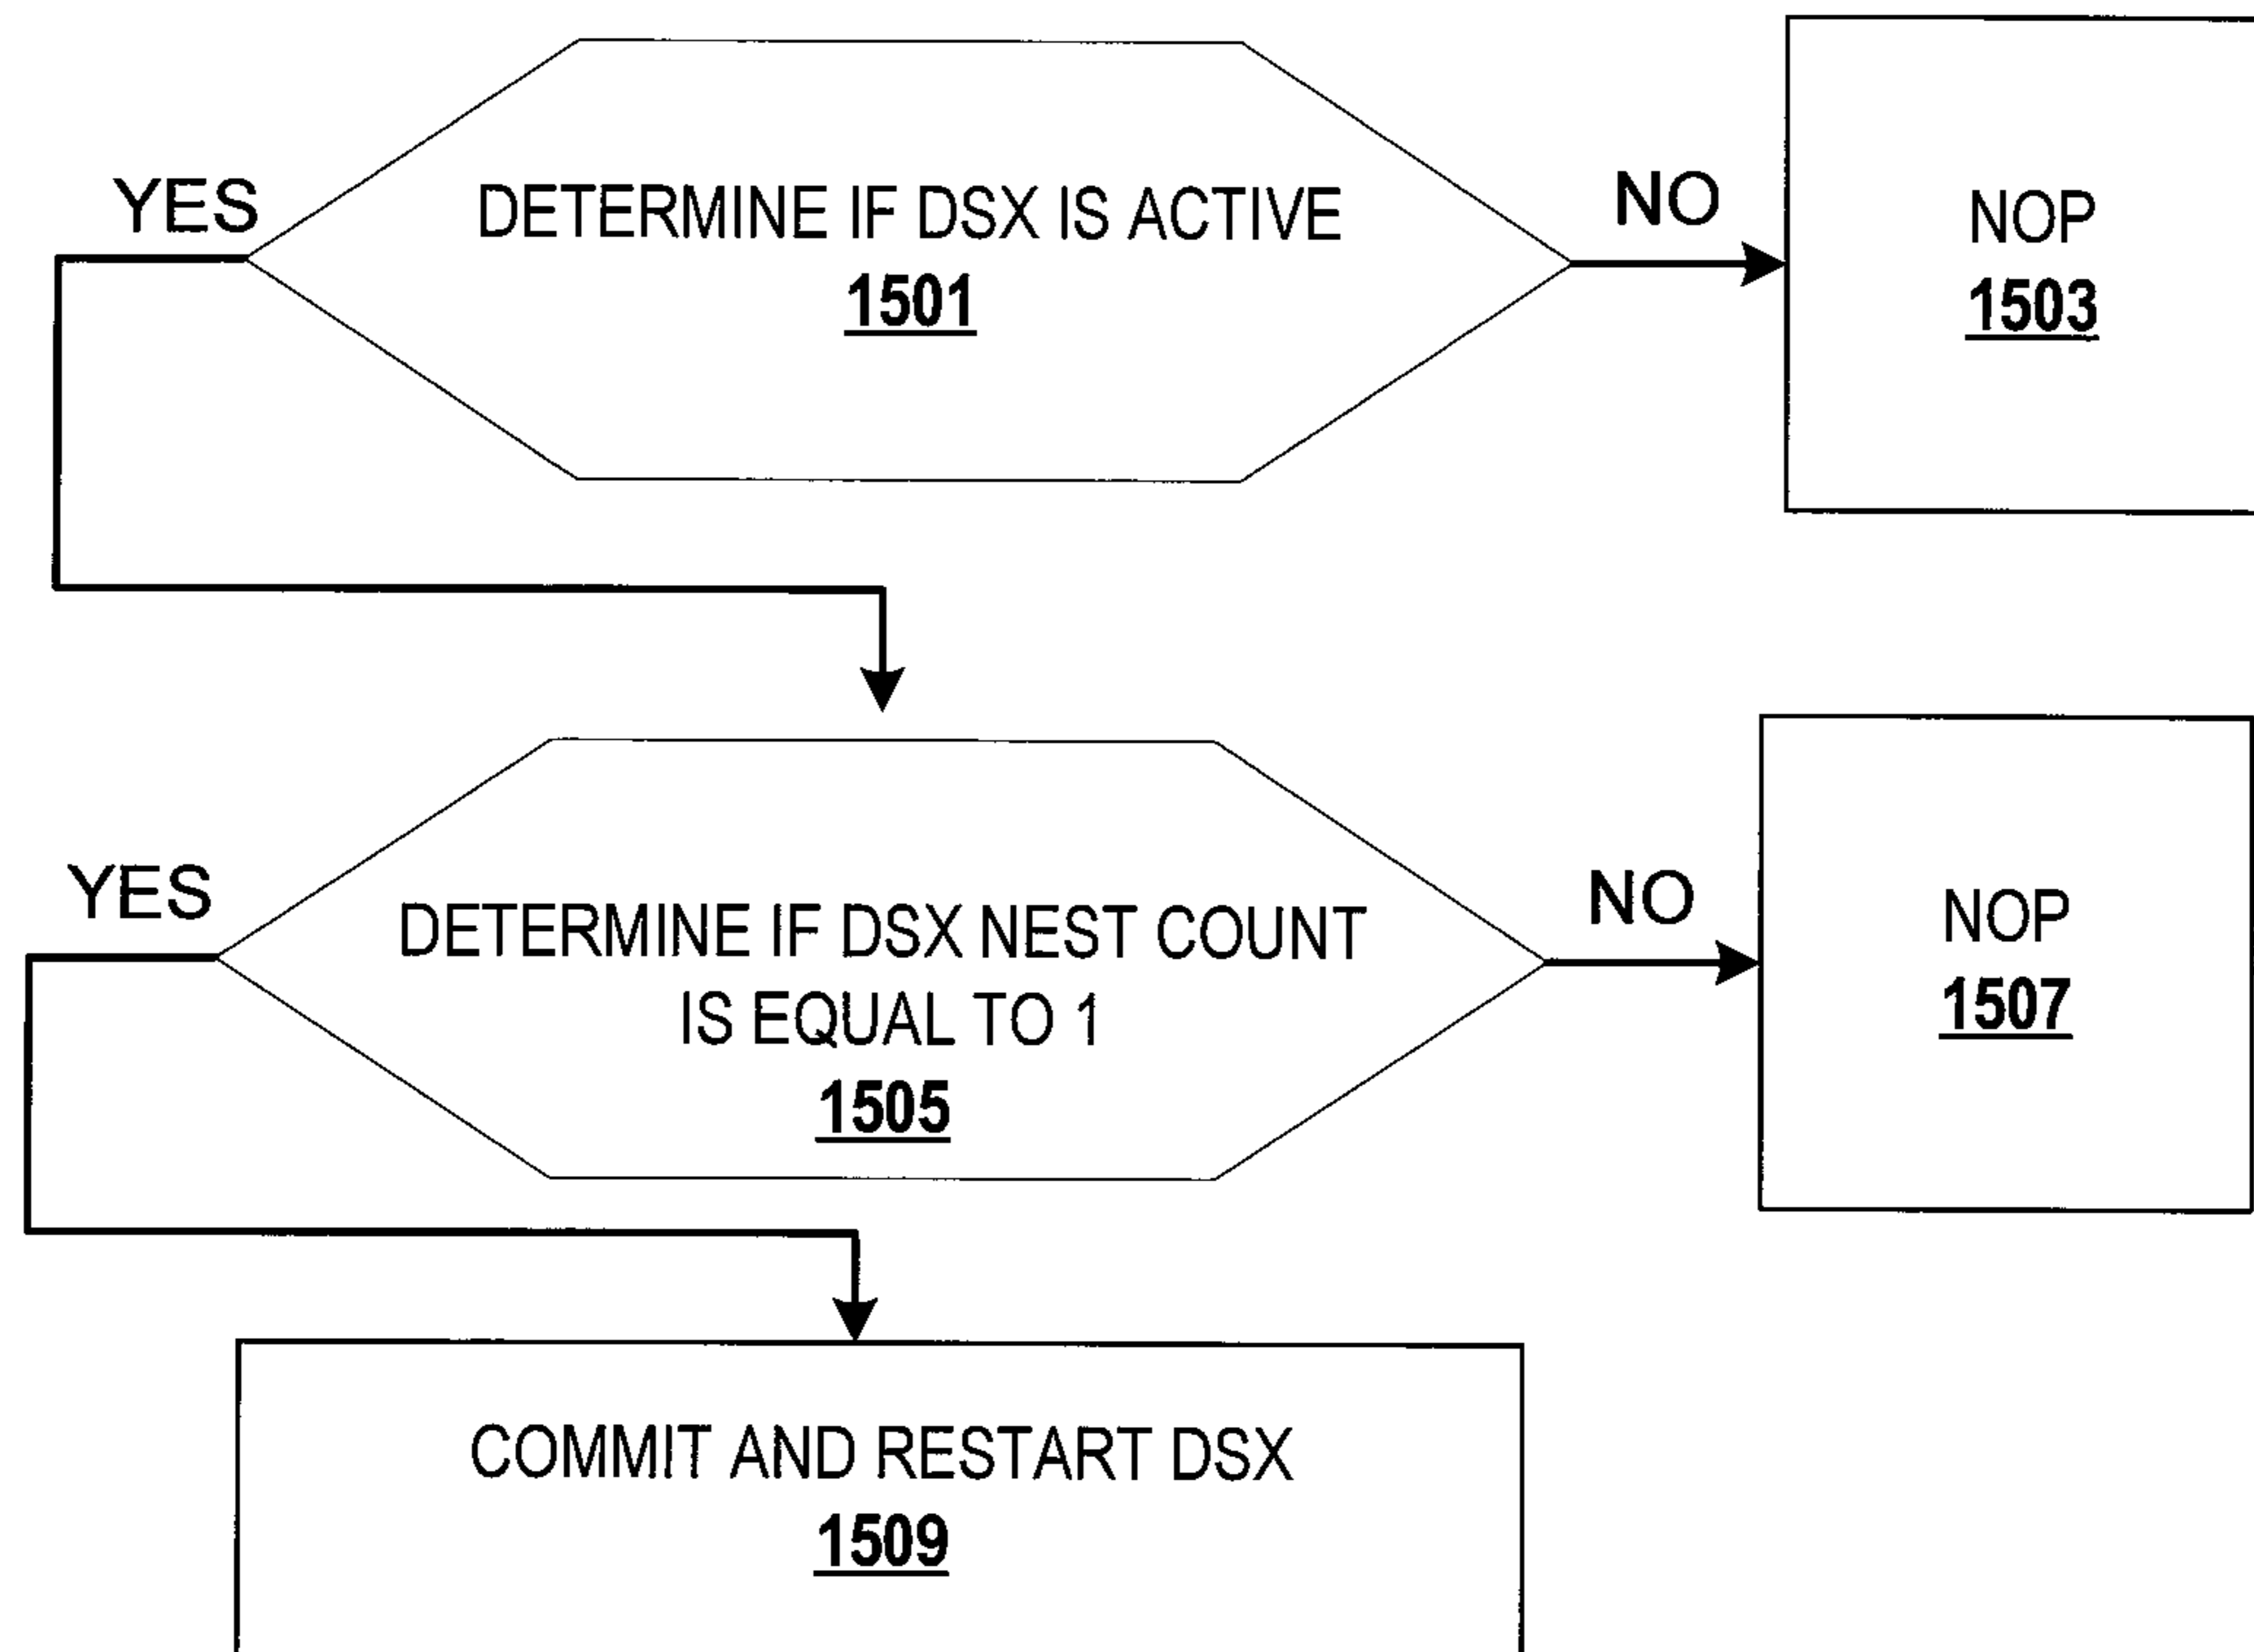 DETERMINE IF DSX IS ACTIVE
1501
YES
NO
NOP
1503
DETERMINE IF DSX NEST COUNT
IS EQUAL TO 1
1505
YES
NO
NOP
1507
COMMIT AND RESTART DSX
1509